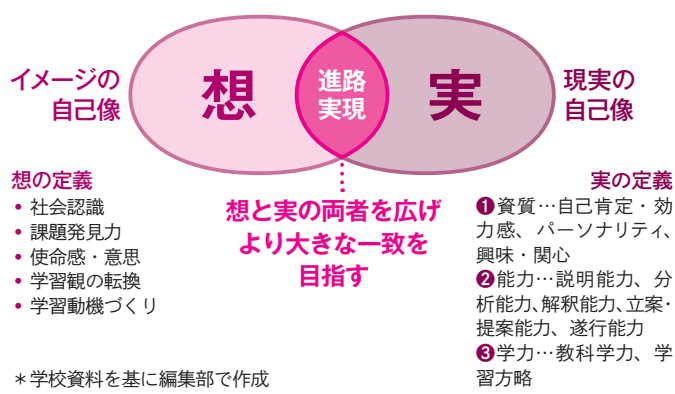 イメージの
自己像
想
進路
実現
実
現実の
自己像
想の定義
• 社会認識
• 課題発見力
• 使命感・意思
• 学習観の転換
• 学習動機づくり
想と実の両者を広げ
より大きな一致を
目指す
実の定義
❶資質…自己肯定・効
力感、パーソナリティ、
興味・関心
❷能力…説明能力、分
析能力、解釈能力、立案・
提案能力、遂行能力
❸学力…教科学力、学
習方略
＊学校資料を基に編集部で作成